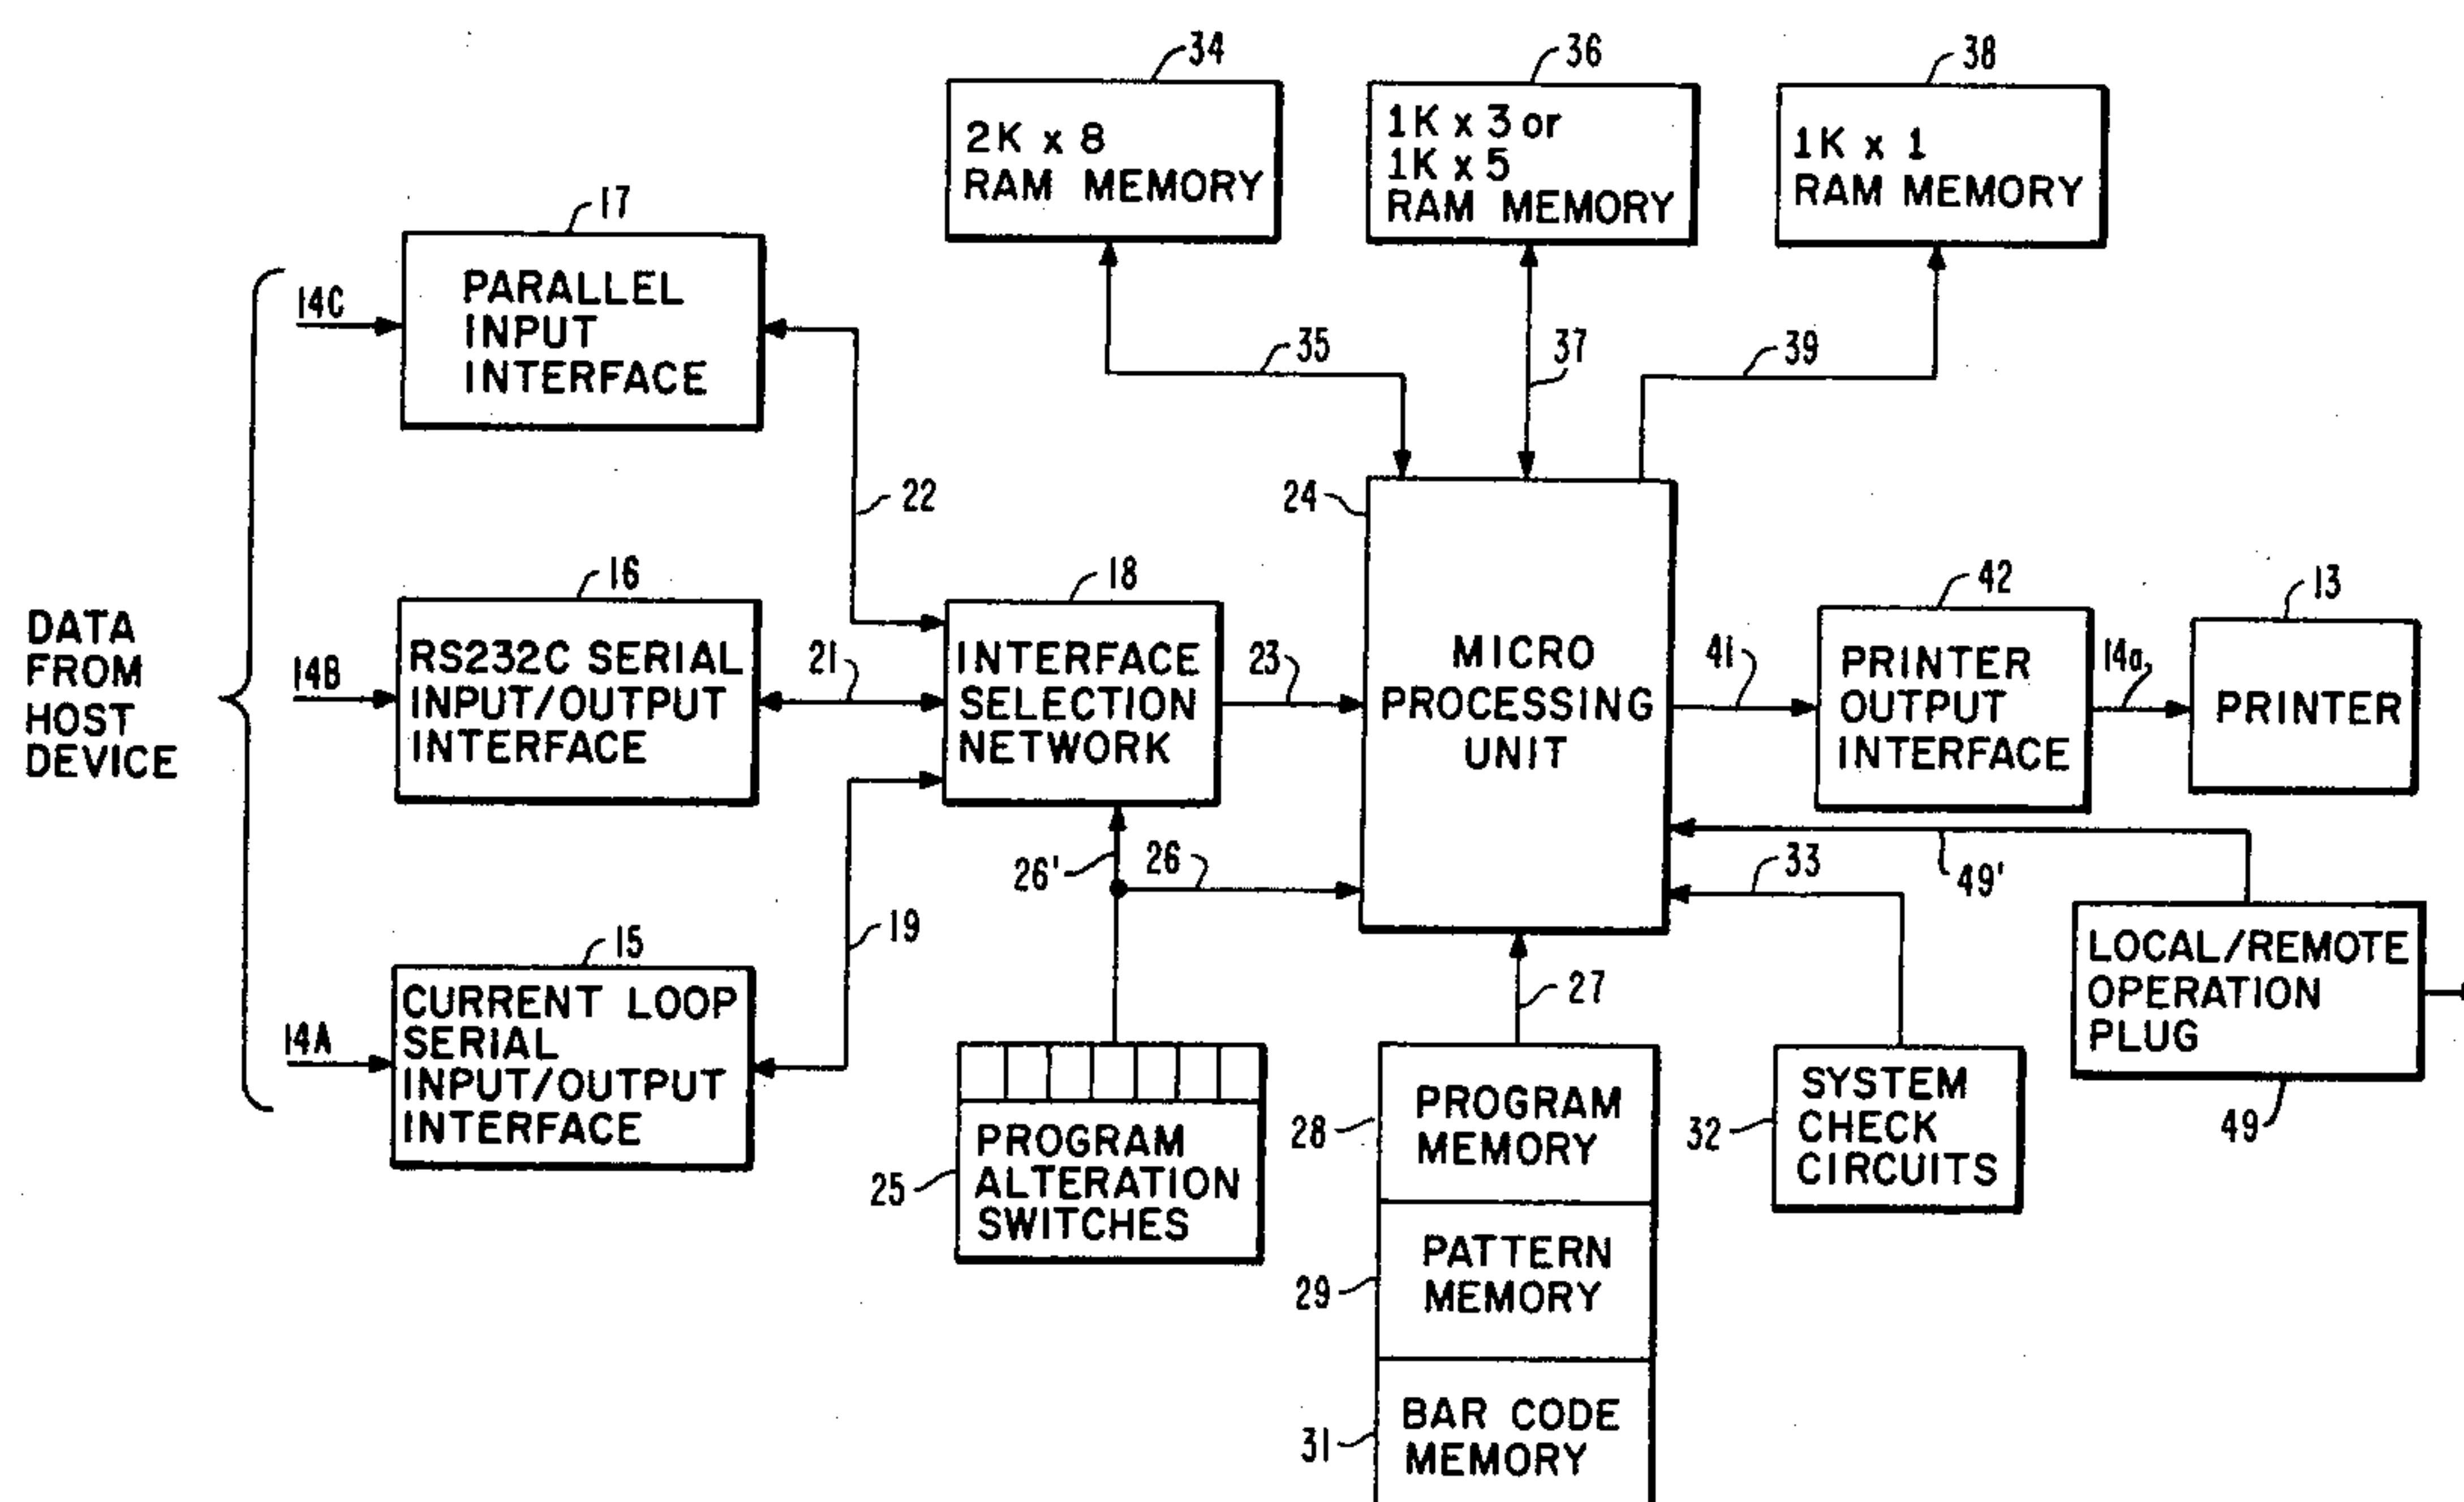 34
2K x 8
RAM MEMORY
36
1K x 3 or
1K x 5
RAM MEMORY
38
1K x 1
RAM MEMORY
35
37
39
17
14C
PARALLEL
INPUT
INTERFACE
22
DATA
FROM
HOST
DEVICE
16
14B
RS232C SERIAL
INPUT/OUTPUT
INTERFACE
21
18
INTERFACE
SELECTION
NETWORK
23
24
MICRO
PROCESSING
UNIT
41
42
PRINTER
OUTPUT
INTERFACE
14a
13
PRINTER
26'
26
33
49'
19
15
14A
CURRENT LOOP
SERIAL
INPUT/OUTPUT
INTERFACE
25
PROGRAM
ALTERATION
SWITCHES
27
28
PROGRAM
MEMORY
29
PATTERN
MEMORY
31
BAR CODE
MEMORY
32
SYSTEM
CHECK
CIRCUITS
LOCAL/REMOTE
OPERATION
PLUG
49